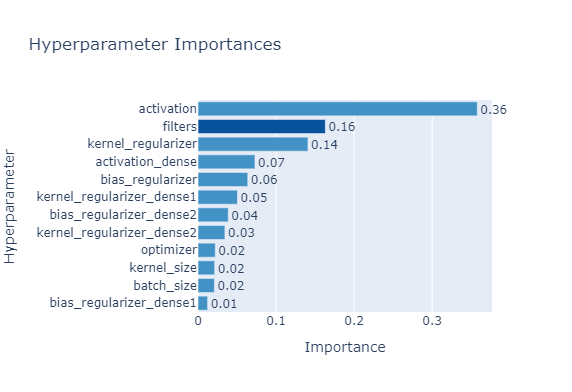 Hyperparameter Importances
activation 0.36
filters 0.16
kernel_regularizer 0.14
activation_dense 0.07
bias_regularizer 0.06
kernel_regularizer_dense1 0.05
bias_regularizer_dense2 0.04
kernel_regularizer_dense2 0.03
optimizer 0.02
kernel_size 0.02
batch_size 0.02
bias_regularizer_dense1 0.01
Hyperparameter
0 0.1 0.2 0.3
Importance